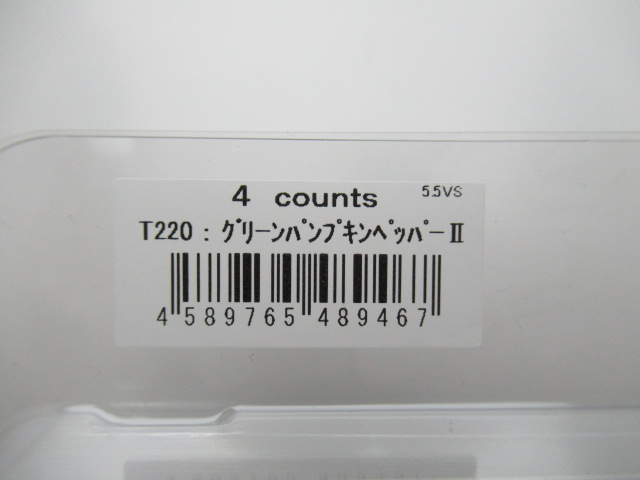 4 counts 5.5VS
T220 : ｸﾞﾘｰﾝﾊﾟﾝﾌﾟｷﾝﾍﾟｯﾊﾟｰⅡ
4 589765 489467